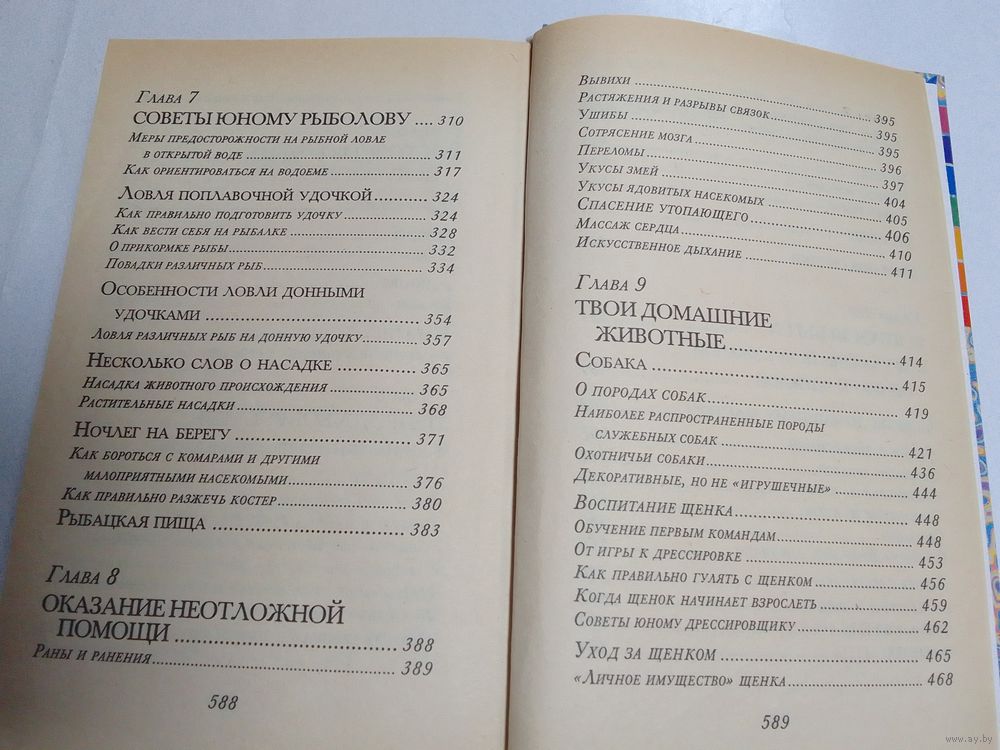 Глава 7
СОВЕТЫ ЮНОМУ РЫБОЛОВУ .... 310
Меры предосторожности на рыбной ловле
в открытой воде ........ 311
Как ориентироваться на водоеме ........ 317
Ловля поплавочной удочкой ........ 324
Как правильно подготовить удочку ........ 324
Как вести себя на рыбалке ........ 328
О прикормке рыбы ........ 332
Повадки различных рыб ........ 334
Особенности ловли донными
удочками ........ 354
Ловля различных рыб на донную удочку ........ 357
Несколько слов о насадке ........ 365
Насадка животного происхождения ........ 365
Растительные насадки ........ 368
Ночлег на берегу ........ 371
Как бороться с комарами и другими
малоприятными насекомыми ........ 376
Как правильно разжечь костер ........ 380
Рыбацкая пища ........ 383
Глава 8
ОКАЗАНИЕ НЕОТЛОЖНОЙ
ПОМОЩИ ........ 388
Раны и ранения ........ 389
588
Вывихи ........ 395
Растяжения и разрывы связок ........ 395
Ушибы ........ 395
Сотрясение мозга ........ 396
Переломы ........ 397
Укусы змей ........ 404
Укусы ядовитых насекомых ........ 405
Спасение утопающего ........ 406
Массаж сердца ........ 410
Искусственное дыхание ........ 411
Глава 9
ТВОИ ДОМАШНИЕ
ЖИВОТНЫЕ ........ 414
Собака ........ 415
О породах собак ........ 419
Наиболее распространенные породы
служебных собак ........ 421
Охотничьи собаки ........ 436
Декоративные, но не «игрушечные» ........ 444
Воспитание щенка ........ 448
Обучение первым командам ........ 448
От игры к дрессировке ........ 453
Как правильно гулять с щенком ........ 456
Когда щенок начинает взрослеть ........ 459
Советы юному дрессировщику ........ 462
Уход за щенком ........ 465
«Личное имущество» щенка ........ 468
589
www.ay.by